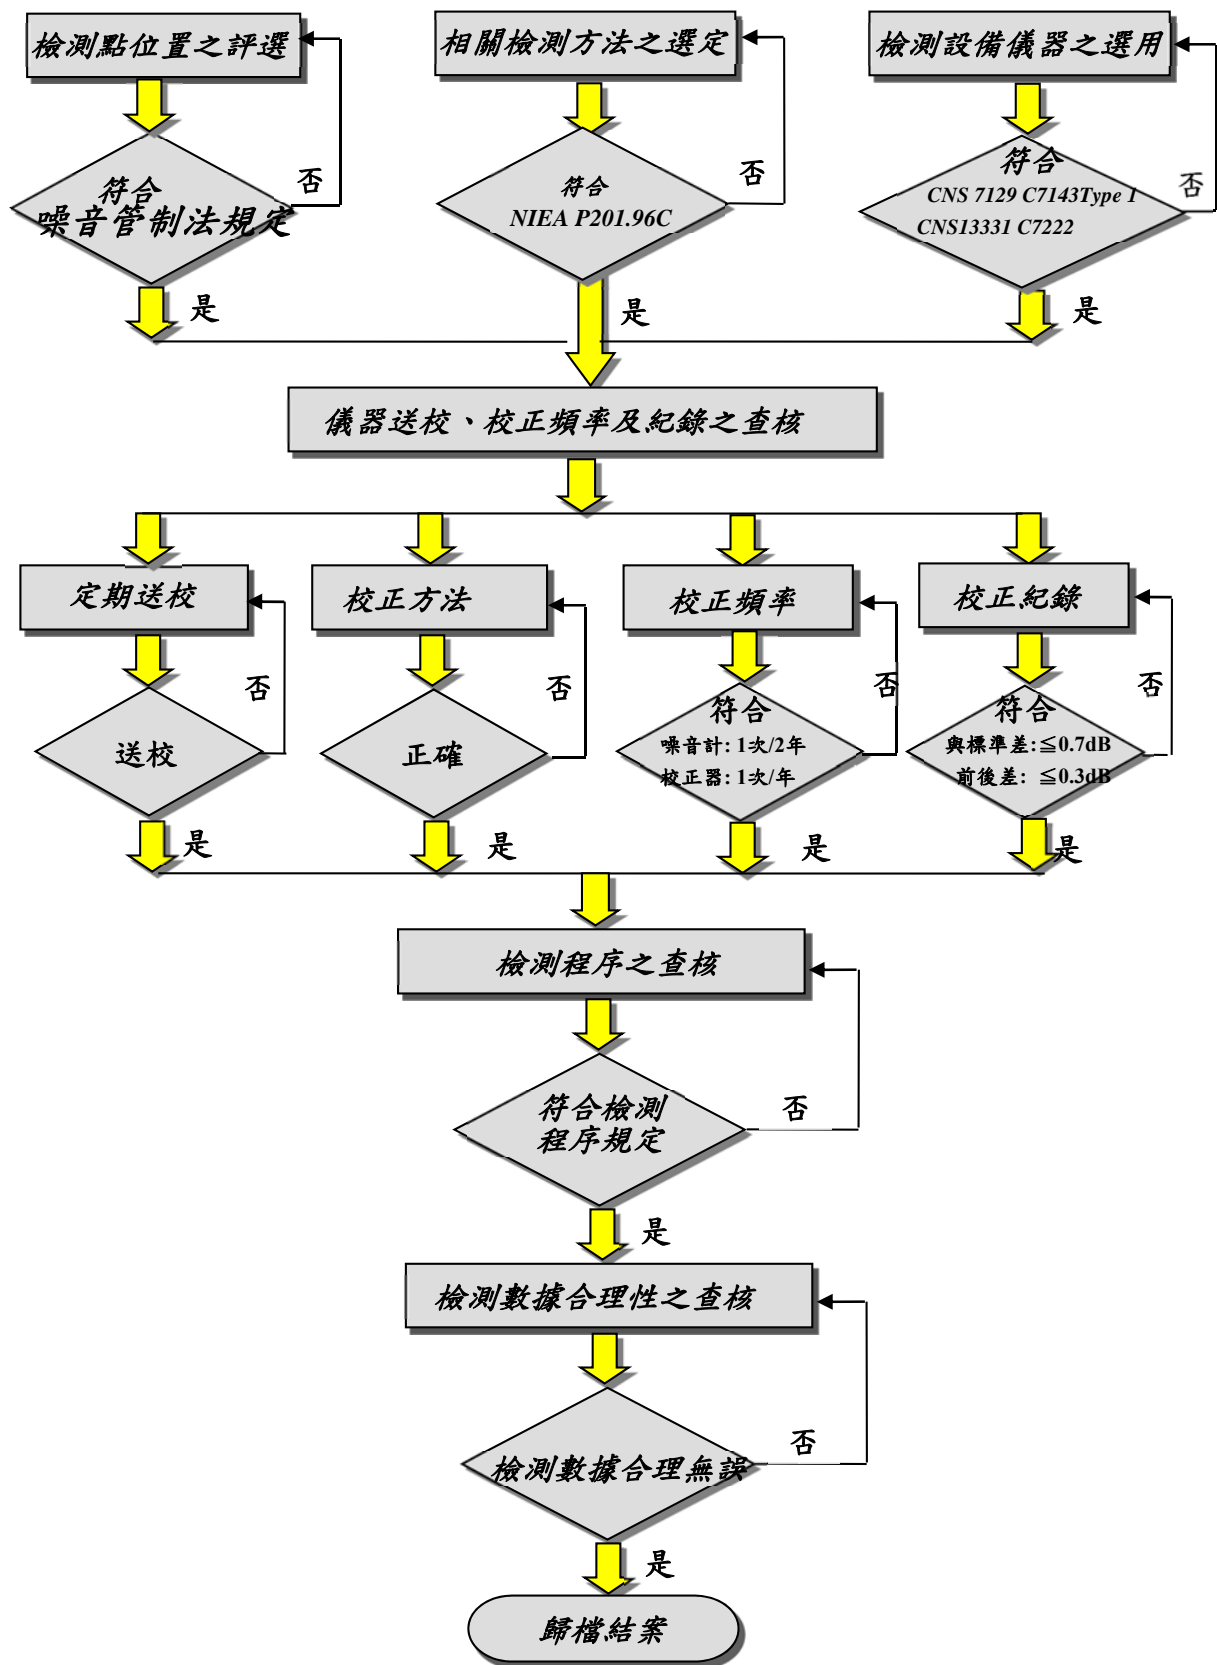 檢測點位置之評選
相關檢測方法之選定
檢測設備儀器之選用
符合
噪音管制法規定
否
符合
NIEA P201.96C
否
符合
CNS 7129 C7143Type 1
CNS13331 C7222
否
是
是
是
儀器送校、校正頻率及紀錄之查核
定期送校
校正方法
校正頻率
校正紀錄
送校
否
正確
否
符合
噪音計: 1次/2年
校正器: 1次/年
否
符合
與標準差:≦0.7dB
前後差: ≦0.3dB
否
是
是
是
是
檢測程序之查核
符合檢測
程序規定
否
是
檢測數據合理性之查核
檢測數據合理無誤
否
是
歸檔結案